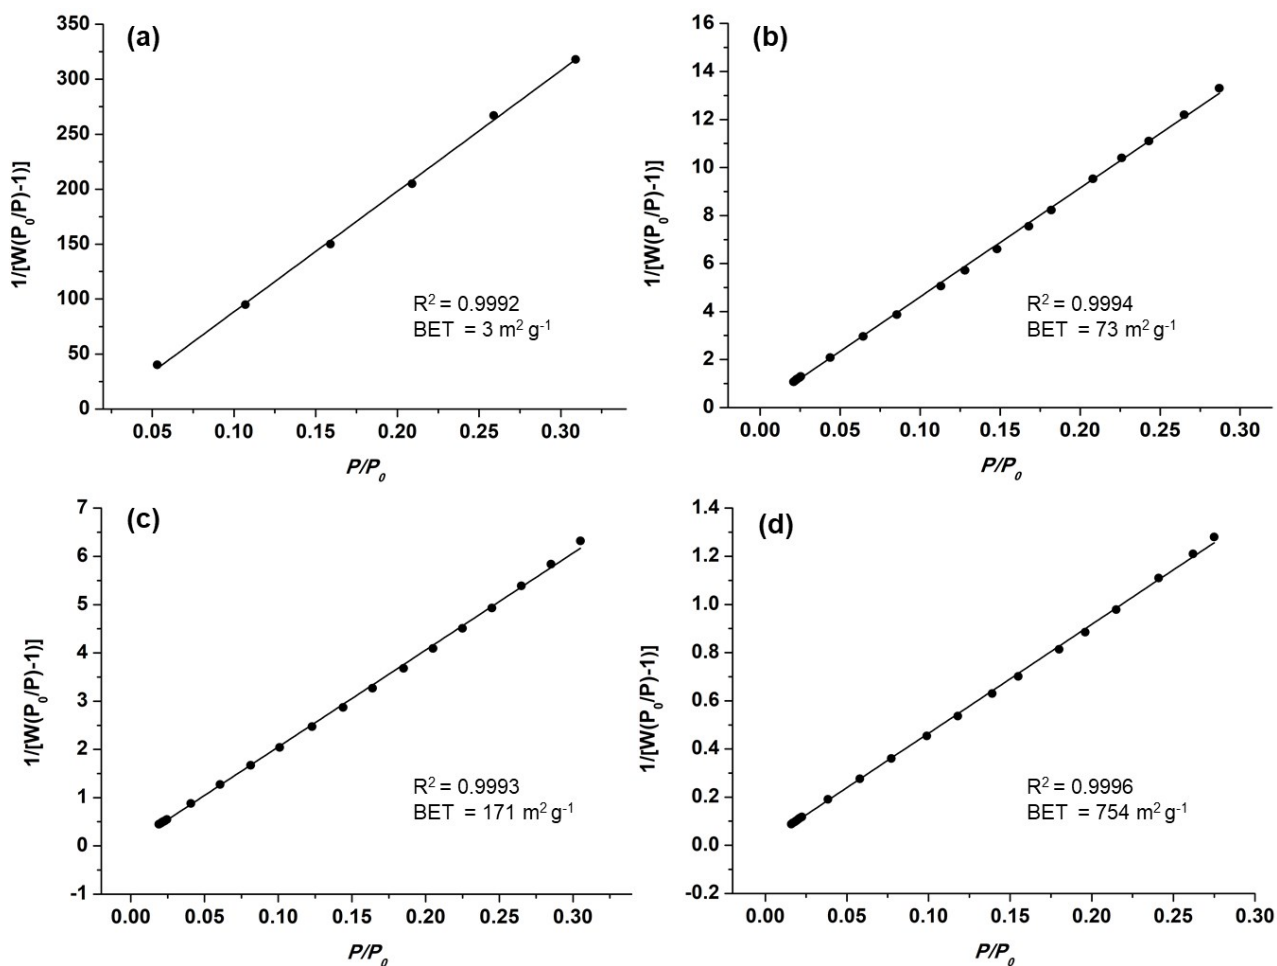 (a)
350
300
250
200
150
100
50
0
1/[W(P₀/P)-1)]
R² = 0.9992
BET = 3 m² g⁻¹
0.05 0.10 0.15 0.20 0.25 0.30
P/P₀
(b)
16
14
12
10
8
6
4
2
0
1/[W(P₀/P)-1)]
R² = 0.9994
BET = 73 m² g⁻¹
0.00 0.05 0.10 0.15 0.20 0.25 0.30
P/P₀
(c)
7
6
5
4
3
2
1
0
-1
1/[W(P₀/P)-1)]
R² = 0.9993
BET = 171 m² g⁻¹
0.00 0.05 0.10 0.15 0.20 0.25 0.30
P/P₀
(d)
1.4
1.2
1.0
0.8
0.6
0.4
0.2
0.0
-0.2
1/[W(P₀/P)-1)]
R² = 0.9996
BET = 754 m² g⁻¹
0.00 0.05 0.10 0.15 0.20 0.25 0.30
P/P₀